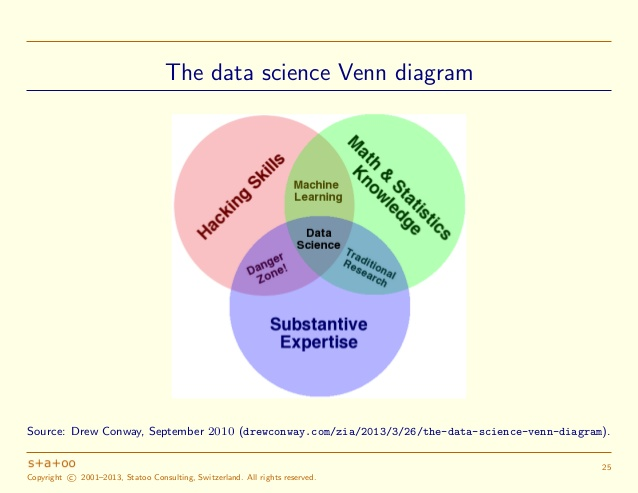 The data science Venn diagram
Hacking Skills
Math & Statistics
Knowledge
Machine
Learning
Data
Science
Danger
Zone!
Traditional
Research
Substantive
Expertise
Source: Drew Conway, September 2010 (drewconway.com/zia/2013/3/26/the-data-science-venn-diagram).
s+a+oo
Copyright © 2001–2013, Statoo Consulting, Switzerland. All rights reserved.
25